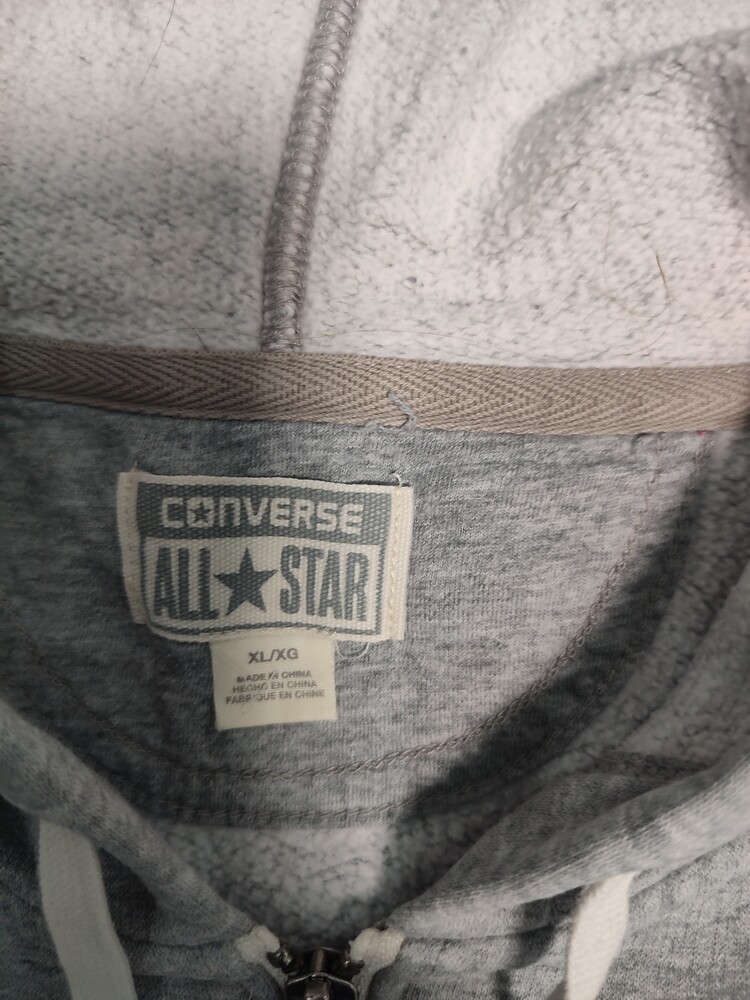 CONVERSE
ALL★STAR
XL/XG
MADE IN CHINA
HECHO EN CHINA
FABRIQUE EN CHINE